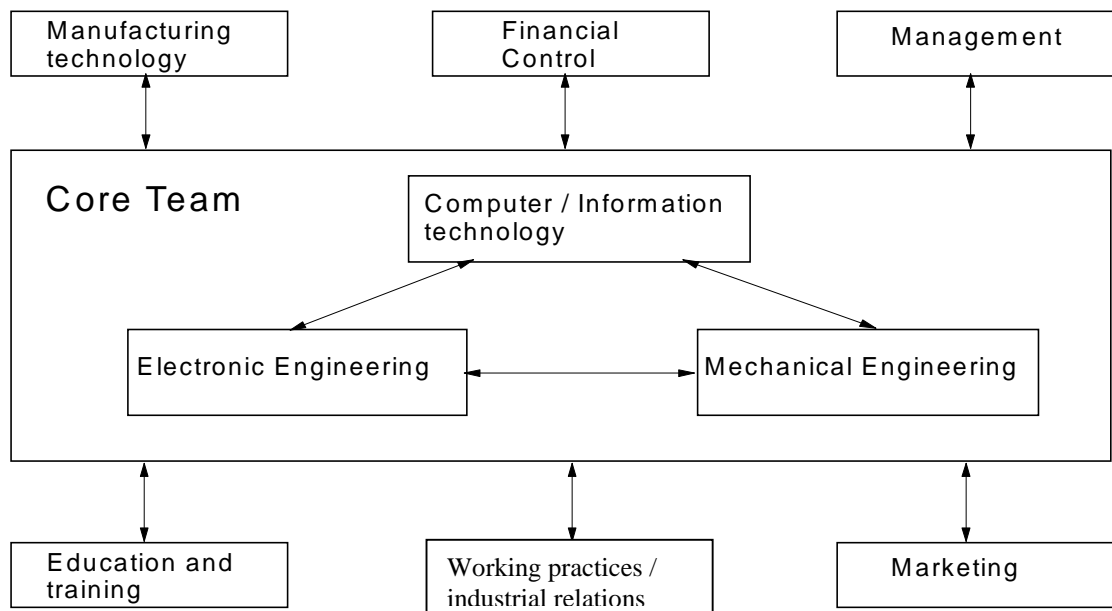 Manufacturing
technology
Financial
Control
Management
Core Team
Computer / Information
technology
Electronic Engineering
Mechanical Engineering
Education and
training
Working practices /
industrial relations
Marketing